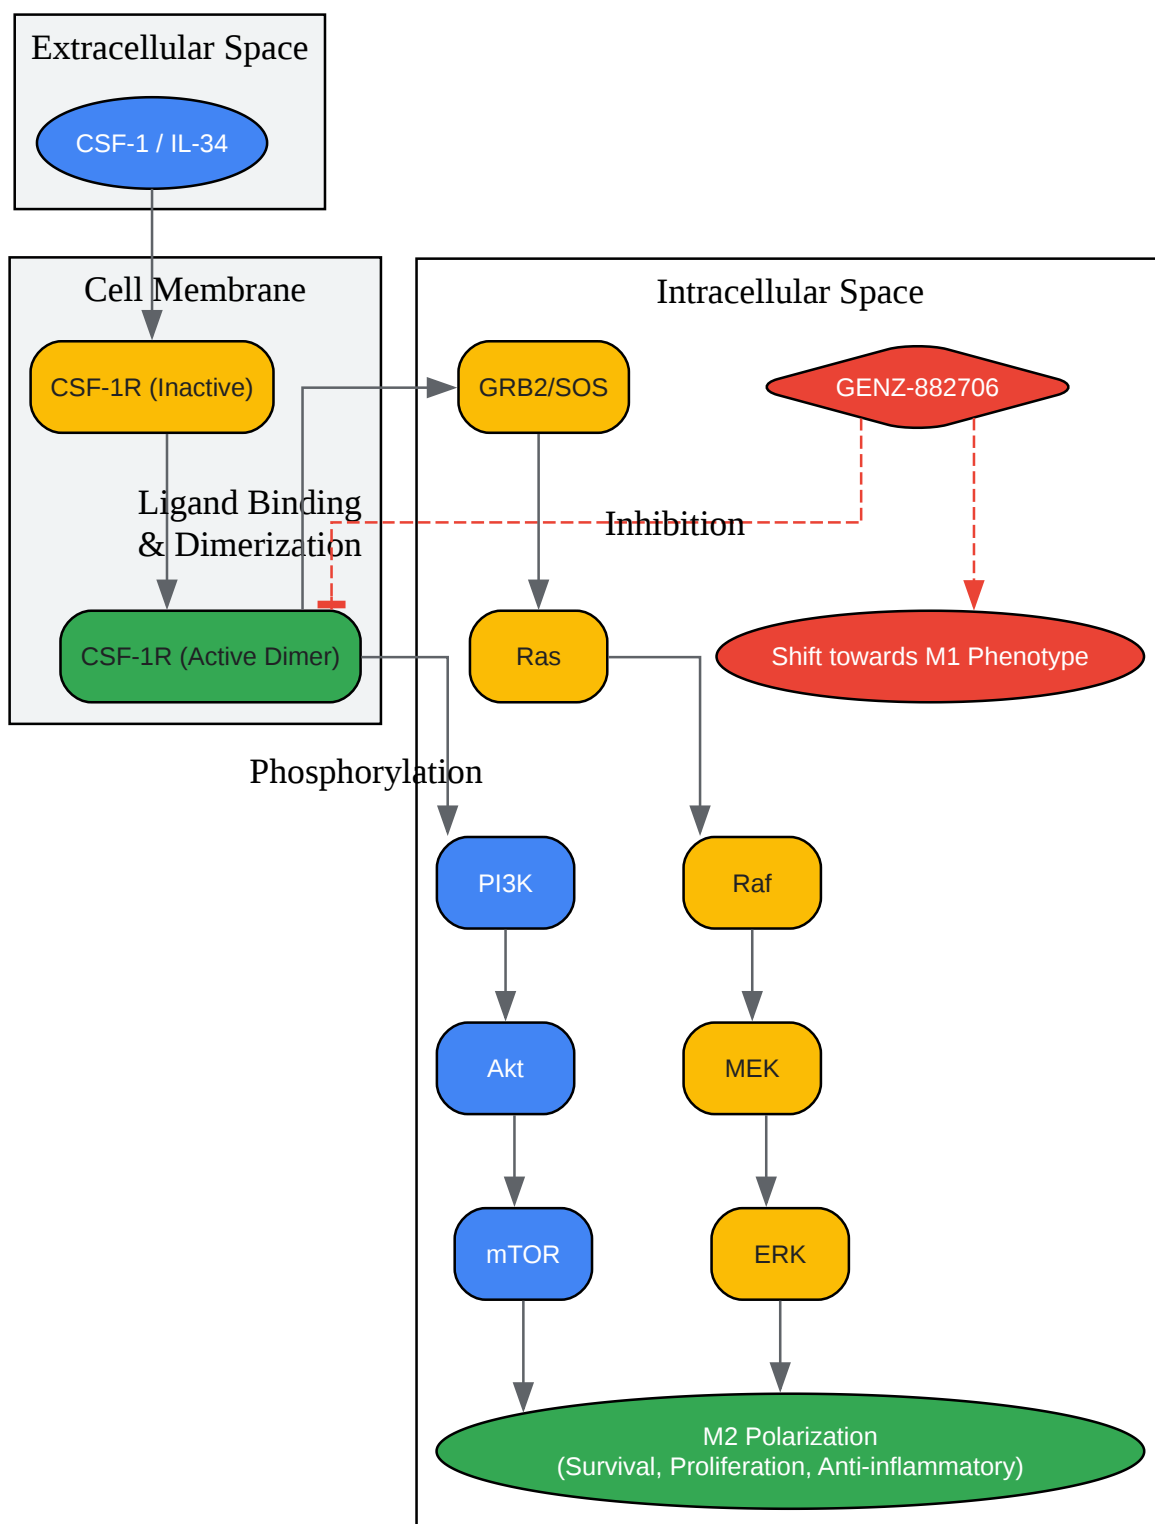 Extracellular Space
CSF-1 / IL-34
Cell Membrane
Intracellular Space
CSF-1R (Inactive)
GRB2/SOS
GENZ-882706
Ligand Binding
& Dimerization
Inhibition
CSF-1R (Active Dimer)
Ras
Shift towards M1 Phenotype
Phosphorylation
PI3K
Raf
Akt
MEK
mTOR
ERK
M2 Polarization
(Survival, Proliferation, Anti-inflammatory)